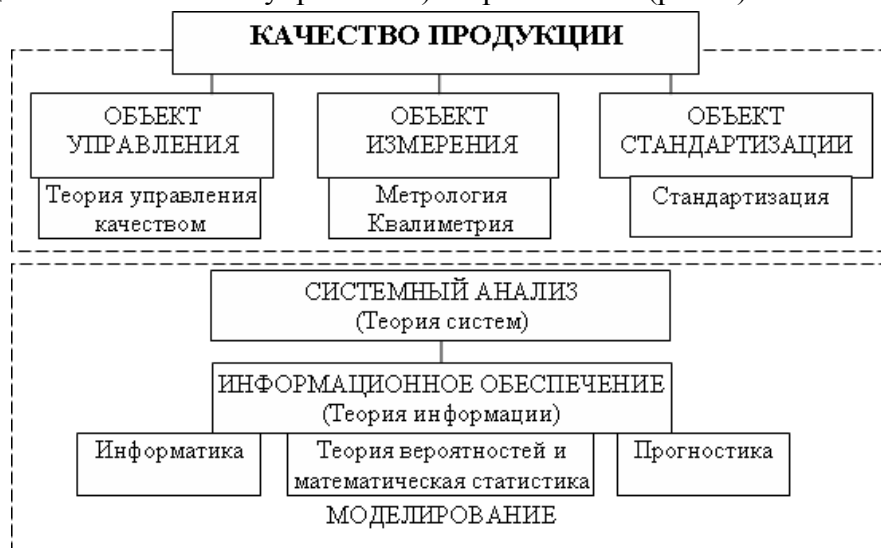 КАЧЕСТВО ПРОДУКЦИИ
ОБЪЕКТ
УПРАВЛЕНИЯ
ОБЪЕКТ
ИЗМЕРЕНИЯ
ОБЪЕКТ
СТАНДАРТИЗАЦИИ
Теория управления
качеством
Метрология
Квалиметрия
Стандартизация
СИСТЕМНЫЙ АНАЛИЗ
(Теория систем)
ИНФОРМАЦИОННОЕ ОБЕСПЕЧЕНИЕ
(Теория информации)
Информатика
Теория вероятностей и
математическая статистика
Прогностика
МОДЕЛИРОВАНИЕ